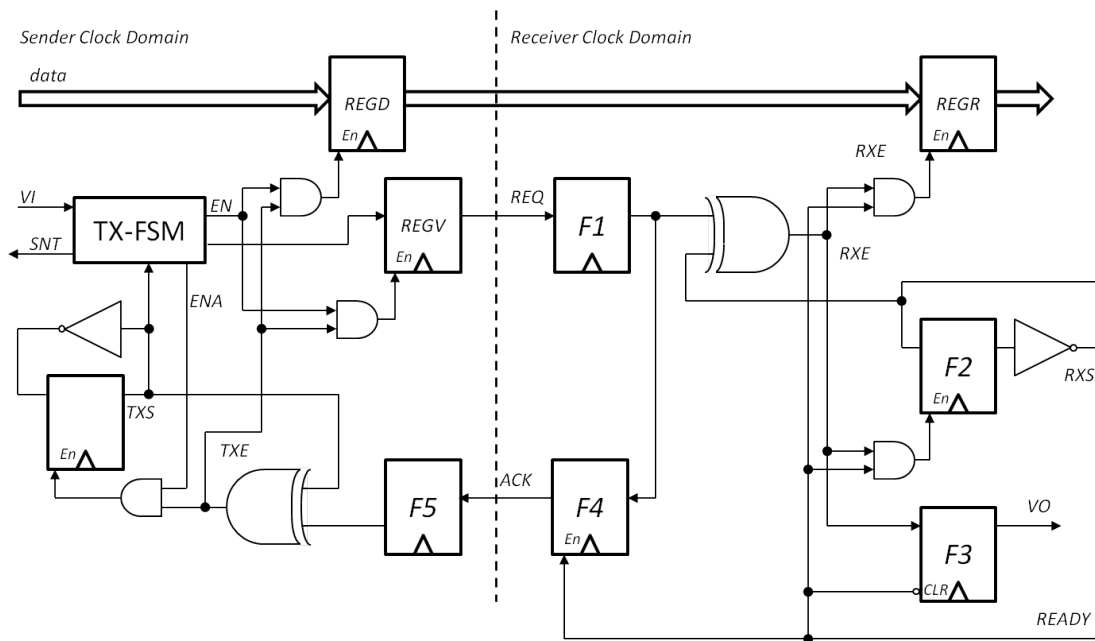 Sender Clock Domain
Receiver Clock Domain
data
REGD
En
REGR
En
RXE
VI
EN
TX-FSM
SNT
REGV
En
REQ
F1
RXE
ENA
F2
En
RXS
TXS
En
TXE
ACK
F5
F4
En
VO
F3
CLR
READY